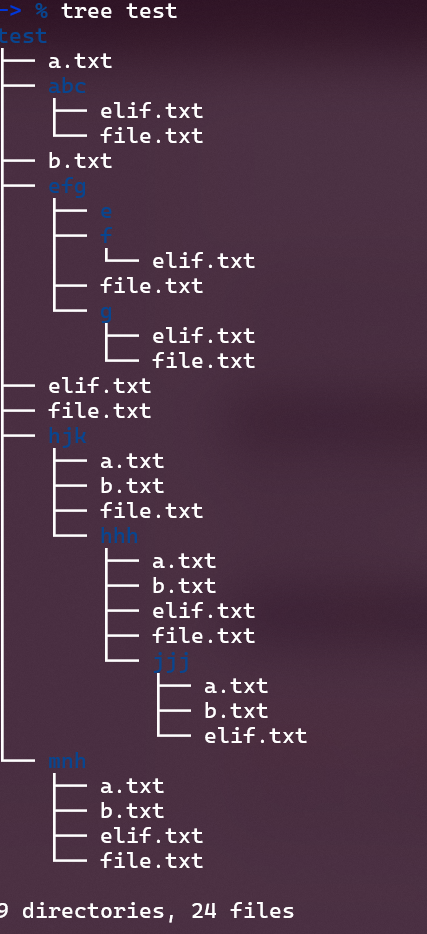 -> % tree test
test
├── a.txt
├── abc
│   ├── elif.txt
│   └── file.txt
├── b.txt
├── efg
│   ├── e
│   ├── f
│   │   └── elif.txt
│   ├── file.txt
│   └── g
│       ├── elif.txt
│       └── file.txt
├── elif.txt
├── file.txt
├── hjk
│   ├── a.txt
│   ├── b.txt
│   ├── file.txt
│   └── hhh
│       ├── a.txt
│       ├── b.txt
│       ├── elif.txt
│       ├── file.txt
│       └── jjj
│           ├── a.txt
│           ├── b.txt
│           └── elif.txt
└── mnh
    ├── a.txt
    ├── b.txt
    ├── elif.txt
    └── file.txt
9 directories, 24 files